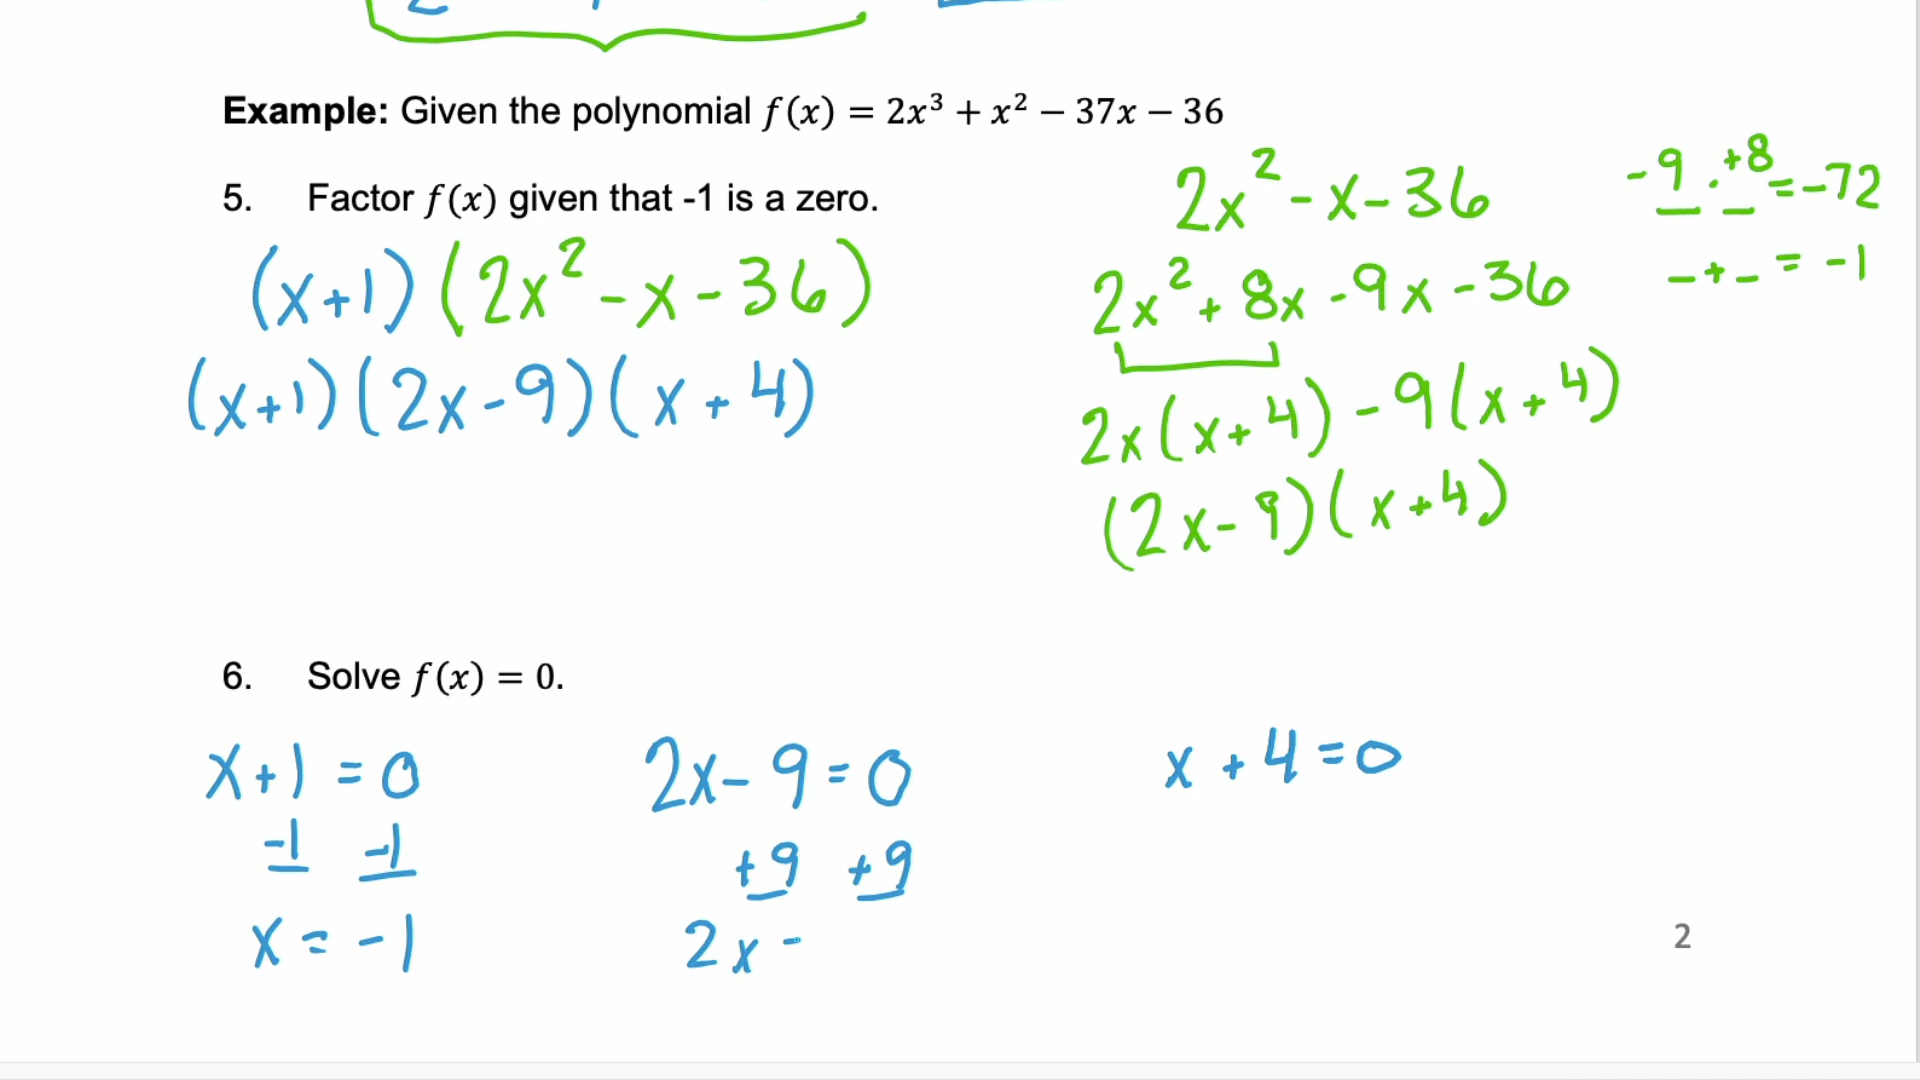 Example: Given the polynomial f(x) = 2x³ + x² − 37x − 36
5. Factor f(x) given that -1 is a zero.
(x+1)(2x²-x-36)
(x+1)(2x-9)(x+4)
2x²-x-36
2x²+8x-9x-36
2x(x+4)-9(x+4)
(2x-9)(x+4)
-9·+8=-72
_+_=-1
6. Solve f(x) = 0.
x+1=0
-1 -1
x=-1
2x-9=0
+9 +9
2x -
x+4=0
2